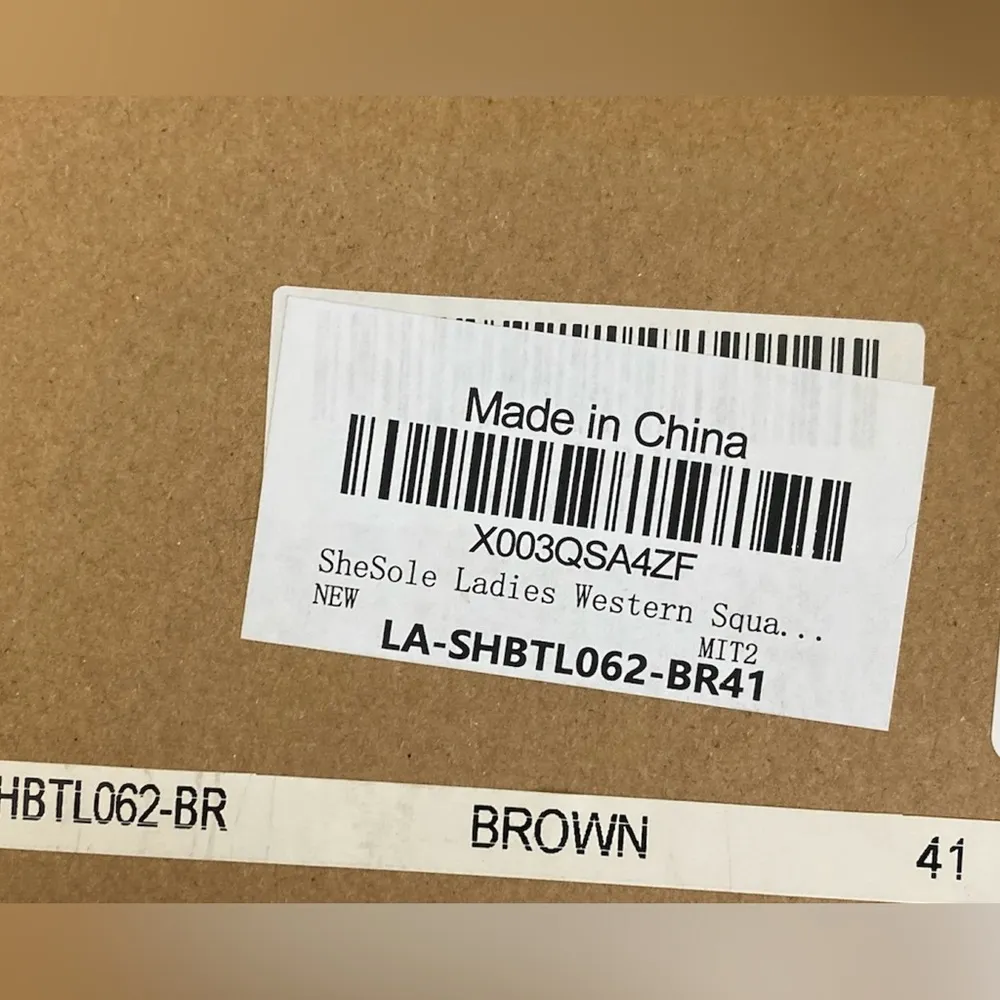 Made in China
X003QSA4ZF
SheSole Ladies Western Squa...
NEW
MIT2
LA-SHBTL062-BR41
HBTL062-BR BROWN 41